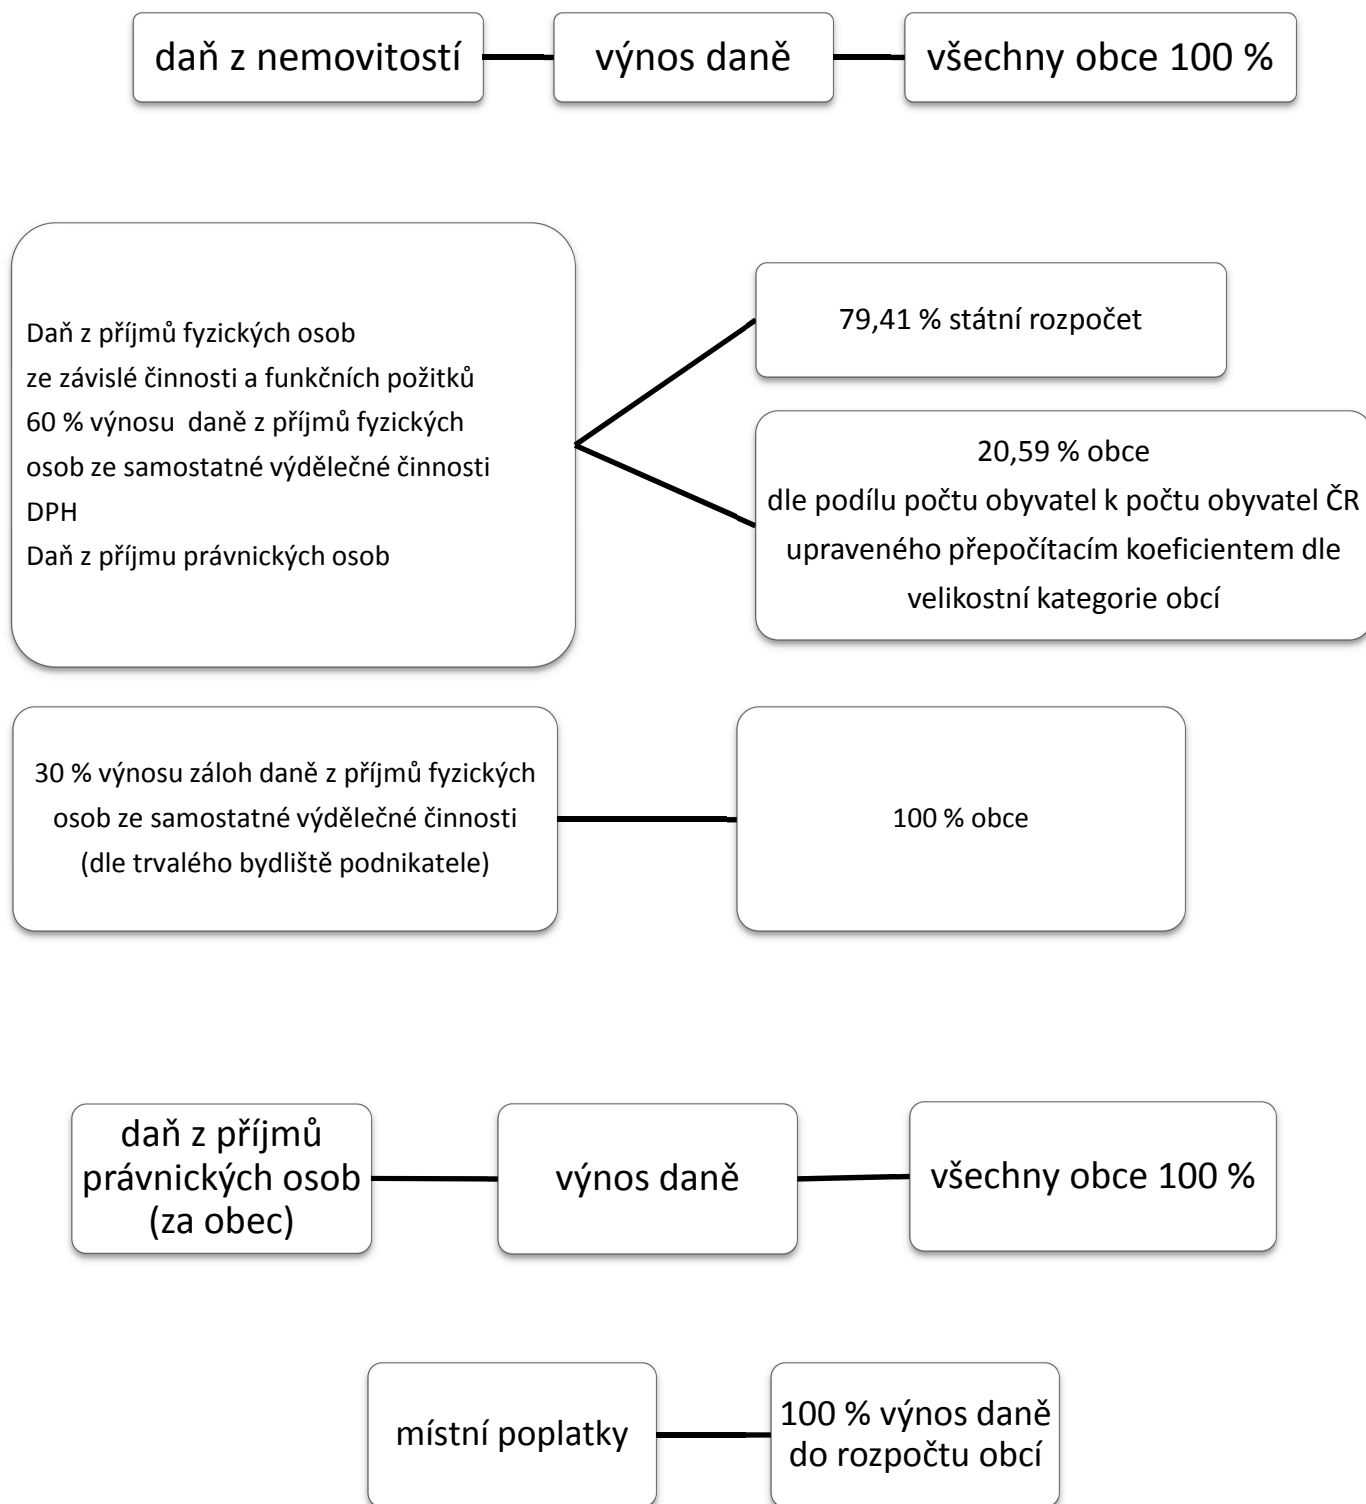 daň z nemovitostí
výnos daně
všechny obce 100 %
Daň z příjmů fyzických osob
ze závislé činnosti a funkčních požitků
60 % výnosu  daně z příjmů fyzických
osob ze samostatné výdělečné činnosti
DPH
Daň z příjmu právnických osob
79,41 % státní rozpočet
20,59 % obce
dle podílu počtu obyvatel k počtu obyvatel ČR
upraveného přepočítacím koeficientem dle
velikostní kategorie obcí
30 % výnosu záloh daně z příjmů fyzických
osob ze samostatné výdělečné činnosti
(dle trvalého bydliště podnikatele)
100 % obce
daň z příjmů
právnických osob
(za obec)
výnos daně
všechny obce 100 %
místní poplatky
100 % výnos daně
do rozpočtu obcí